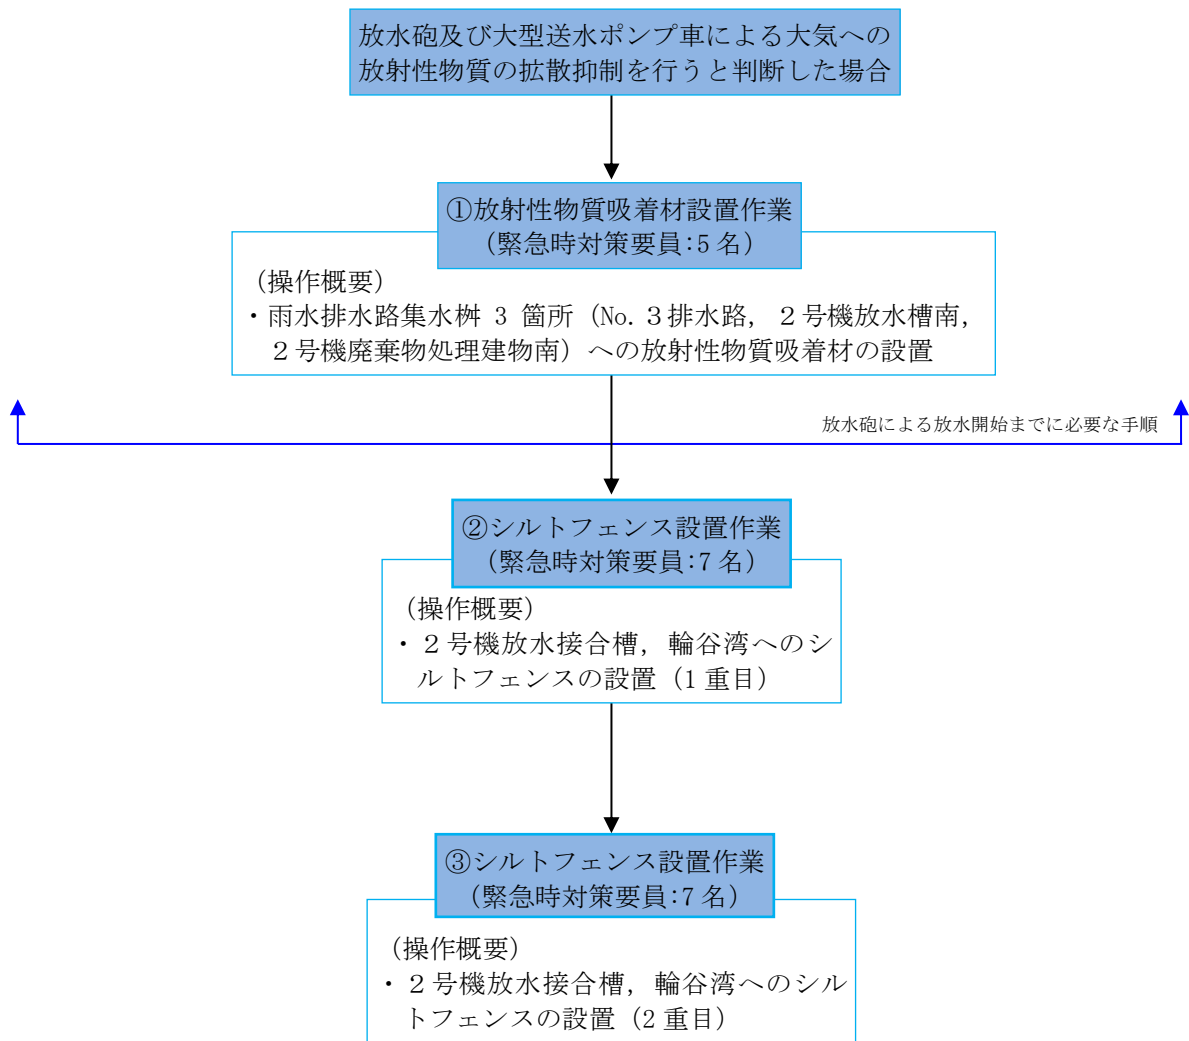 放水砲及び大型送水ポンプ車による大気への
放射性物質の拡散抑制を行うと判断した場合
①放射性物質吸着材設置作業
（緊急時対策要員:5 名）
（操作概要）
・雨水排水路集水桝 3 箇所（No.３排水路，２号機放水槽南，
２号機廃棄物処理建物南）への放射性物質吸着材の設置
放水砲による放水開始までに必要な手順
②シルトフェンス設置作業
（緊急時対策要員:7 名）
（操作概要）
・２号機放水接合槽，輪谷湾へのシ
ルトフェンスの設置（1 重目）
③シルトフェンス設置作業
（緊急時対策要員:7 名）
（操作概要）
・２号機放水接合槽，輪谷湾へのシル
トフェンスの設置（2 重目）